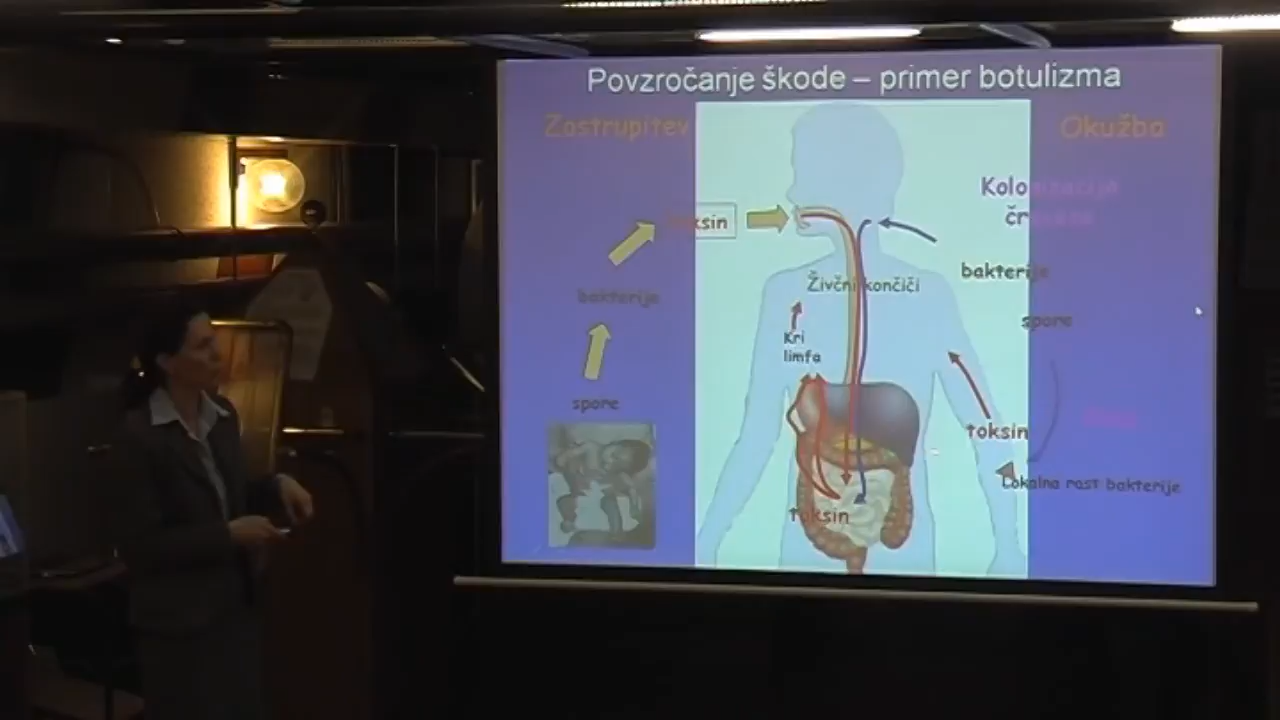 Povzročanje škode – primer botulizma
Zastrupitev
Okužba
Kolonizacija
toksin
bakterije
Živčni končiči
bakterije
spore
Kri
limfa
spore
toksin
Lokalna rast bakterije
toksin